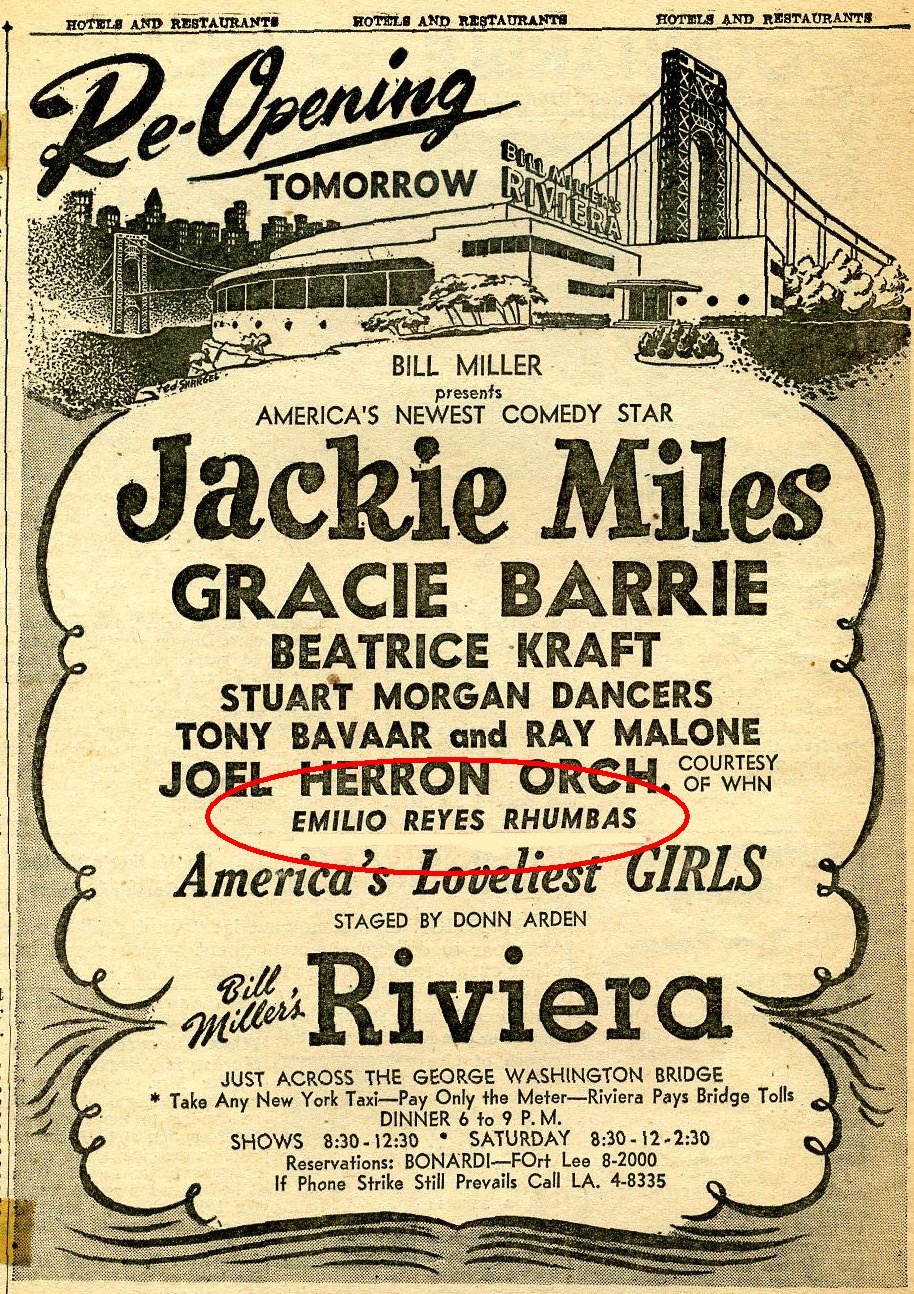 HOTELS AND RESTAURANTS HOTELS AND RESTAURANTS HOTELS AND RESTAURANTS
Re-Opening
TOMORROW
BILL MILLER'S
RIVIERA
Ted SHARGEL
BILL MILLER
presents
AMERICA'S NEWEST COMEDY STAR
Jackie Miles
GRACIE BARRIE
BEATRICE KRAFT
STUART MORGAN DANCERS
TONY BAVAAR and RAY MALONE
JOEL HERRON ORCH. COURTESY OF WHN
EMILIO REYES RHUMBAS
America's Loveliest GIRLS
STAGED BY DONN ARDEN
Bill Miller's Riviera
JUST ACROSS THE GEORGE WASHINGTON BRIDGE
* Take Any New York Taxi—Pay Only the Meter—Riviera Pays Bridge Tolls
DINNER 6 to 9 P.M.
SHOWS 8:30-12:30 • SATURDAY 8:30-12-2:30
Reservations: BONARDI—FOrt Lee 8-2000
If Phone Strike Still Prevails Call LA. 4-8335